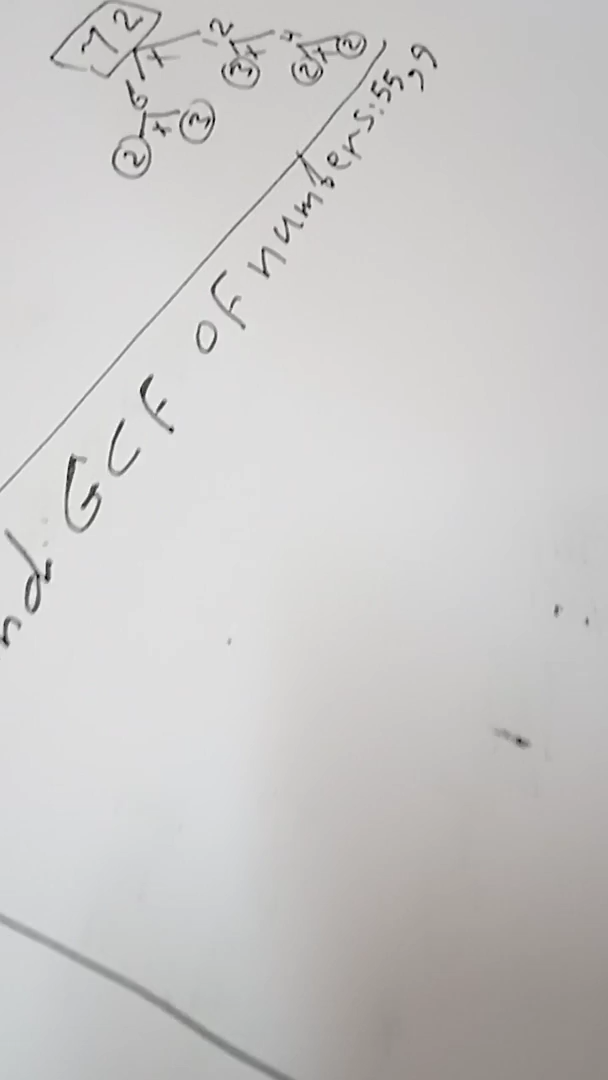 72
6 x 12
2 x 3 3 x 4
2 x 2
nd: GCF OF numbers: 55, 99